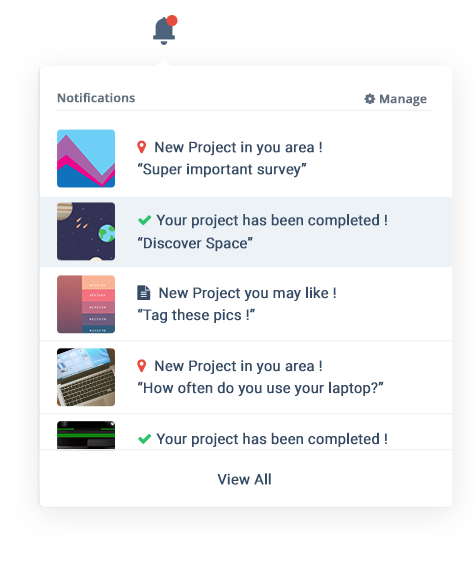 Notifications
Manage
New Project in you area !
“Super important survey”
Your project has been completed !
“Discover Space”
New Project you may like !
“Tag these pics !”
New Project in you area !
“How often do you use your laptop?”
Your project has been completed !
View All